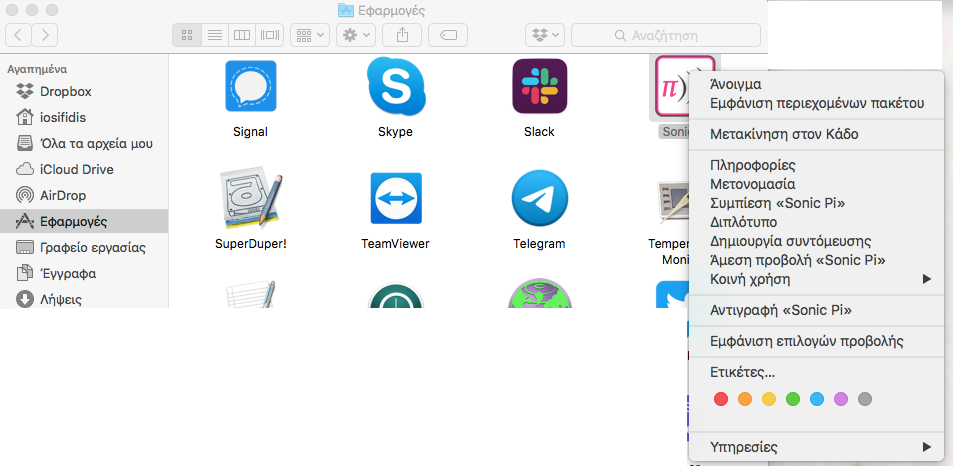 Εφαρμογές
Αναζήτηση
Αγαπημένα
Dropbox
iosifidis
Όλα τα αρχεία μου
iCloud Drive
AirDrop
Εφαρμογές
Γραφείο εργασίας
Έγγραφα
Λήψεις
Signal
Skype
Slack
Sonic
SuperDuper!
TeamViewer
Telegram
Temper
Moni
π)))
Άνοιγμα
Εμφάνιση περιεχομένων πακέτου
Μετακίνηση στον Κάδο
Πληροφορίες
Μετονομασία
Συμπίεση «Sonic Pi»
Διπλότυπο
Δημιουργία συντόμευσης
Άμεση προβολή «Sonic Pi»
Κοινή χρήση
Αντιγραφή «Sonic Pi»
Εμφάνιση επιλογών προβολής
Ετικέτες...
Υπηρεσίες